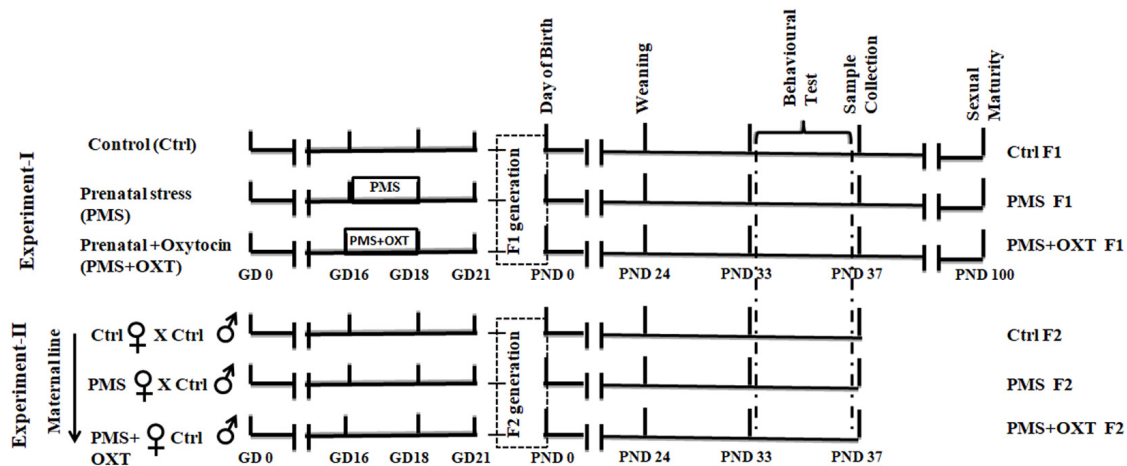 Day of Birth
Weaning
Behavioural
Test
Sample
Collection
Sexual
Maturity
Experiment-I
Control (Ctrl)
Ctrl F1
Prenatal stress
(PMS)
PMS
PMS F1
Prenatal +Oxytocin
(PMS+OXT)
PMS+OXT
PMS+OXT F1
F1 generation
GD 0
GD16
GD18
GD21
PND 0
PND 24
PND 33
PND 37
PND 100
Experiment-II
Maternal line
Ctrl ♀ X Ctrl ♂
Ctrl F2
PMS ♀ X Ctrl ♂
PMS F2
PMS+ ♀ Ctrl ♂
OXT
PMS+OXT F2
F2 generation
GD 0
GD16
GD18
GD21
PND 0
PND 24
PND 33
PND 37